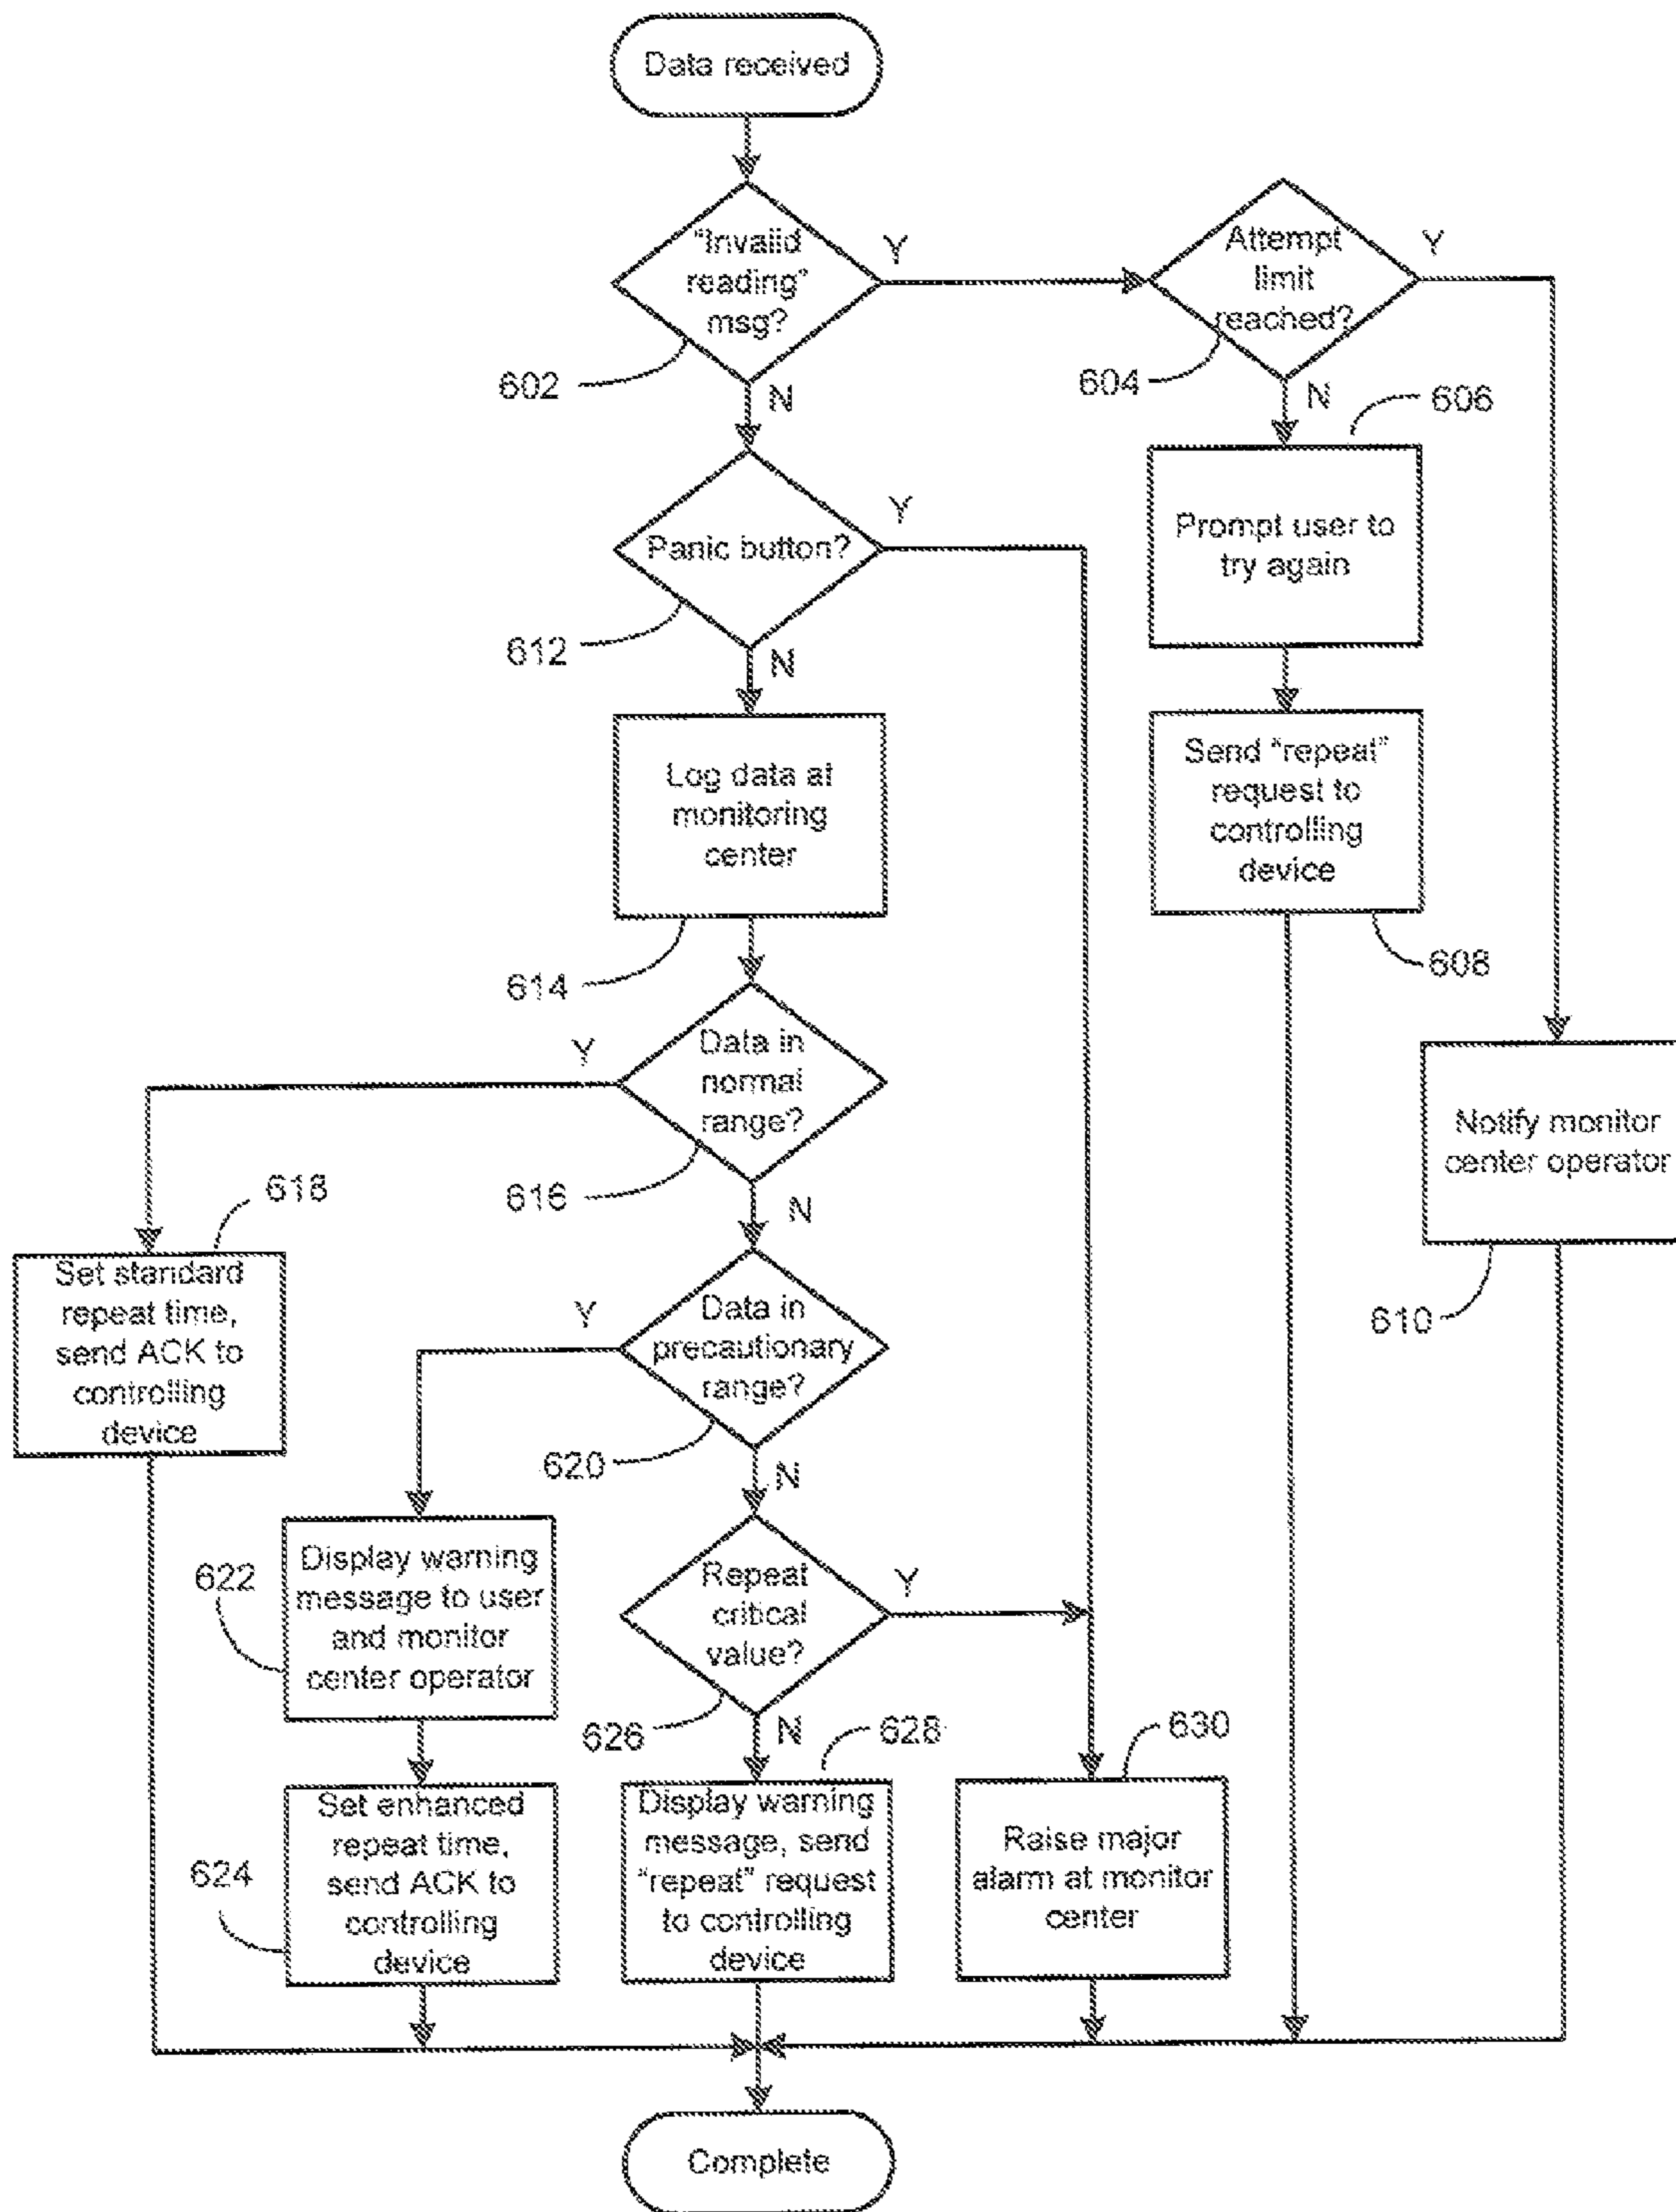 Data received
"Invalid
reading"
msg?
Y
602
N
Attempt
limit
reached?
Y
604
N
606
Prompt user to
try again
Send "repeat"
request to
controlling
device
608
Panic button?
Y
612
N
Log data at
monitoring
center
614
Data in
normal
range?
Y
616
N
Notify monitor
center operator
610
618
Set standard
repeat time,
send ACK to
controlling
device
Data in
precautionary
range?
Y
620
N
622
Display warning
message to user
and monitor
center operator
Repeat
critical
value?
Y
626
N
624
Set enhanced
repeat time,
send ACK to
controlling
device
628
Display warning
message, send
"repeat" request
to controlling
device
630
Raise major
alarm at monitor
center
Complete